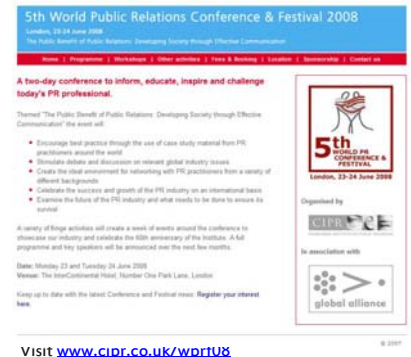 5th World Public Relations Conference & Festival 2008
London, 23-24 June 2008
The Public Benefit of Public Relations: Developing Society through Effective Communication
Home | Programme | Workshops | Other activities | Fees & Booking | Location | Sponsorship | Contact us
A two-day conference to inform, educate, inspire and challenge
today's PR professional.
Themed "The Public Benefit of Public Relations: Developing Society through Effective
Communication" the event will:
Encourage best practice through the use of case study material from PR
practitioners around the world
Stimulate debate and discussion on relevant global industry issues
Create the ideal environment for networking with PR practitioners from a variety of
different backgrounds
Celebrate the success and growth of the PR industry on an international basis
Examine the future of the PR industry and what needs to be done to ensure its
survival
A variety of fringe activities will create a week of events around the conference to
showcase our industry and celebrate the 60th anniversary of the Institute. A full
programme and key speakers will be announced over the next few months.
Date: Monday 23 and Tuesday 24 June 2008
Venue: The InterContinental Hotel, Number One Park Lane, London
Keep up to date with the latest Conference and Festival news: Register your interest
here.
5th
WORLD PR
CONFERENCE &
FESTIVAL
London, 23-24 June 2008
Organised by
CIPR
In association with
global alliance
© 2007
Visit www.cipr.co.uk/wprf08